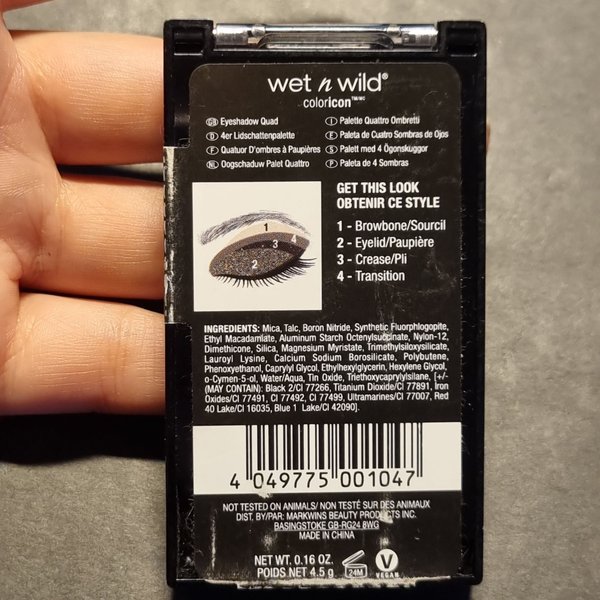 wet n wild®
coloricon™/MC
GB Eyeshadow Quad
D 4er Lidschattenpalette
F Quatuor D'ombres à Paupières
NL Oogschaduw Palet Quattro
I Palette Quattro Ombretti
E Paleta de Cuatro Sombras de Ojos
S Palett med 4 Ögonskuggor
P Paleta de 4 Sombras
GET THIS LOOK
OBTENIR CE STYLE
1 - Browbone/Sourcil
2 - Eyelid/Paupière
3 - Crease/Pli
4 - Transition
1
3 4
2
INGREDIENTS: Mica, Talc, Boron Nitride, Synthetic Fluorphlogopite,
Ethyl Macadamiate, Aluminum Starch Octenylsuccinate, Nylon-12,
Dimethicone, Silica, Magnesium Myristate, Trimethylsiloxysilicate,
Lauroyl Lysine, Calcium Sodium Borosilicate, Polybutene,
Phenoxyethanol, Caprylyl Glycol, Ethylhexylglycerin, Hexylene Glycol,
o-Cymen-5-ol, Water/Aqua, Tin Oxide, Triethoxycaprylylsilane, [+/-
(MAY CONTAIN): Black 2/CI 77266, Titanium Dioxide/CI 77891, Iron
Oxides/CI 77491, CI 77492, CI 77499, Ultramarines/CI 77007, Red
40 Lake/CI 16035, Blue 1 Lake/CI 42090].
4 049775 001047
NOT TESTED ON ANIMALS/ NON TESTÉ SUR DES ANIMAUX
DIST. BY/PAR: MARKWINS BEAUTY PRODUCTS INC.
BASINGSTOKE GB-RG24 8WG
MADE IN CHINA
NET WT. 0.16 OZ.
POIDS NET 4.5 g
24M
V
VEGAN